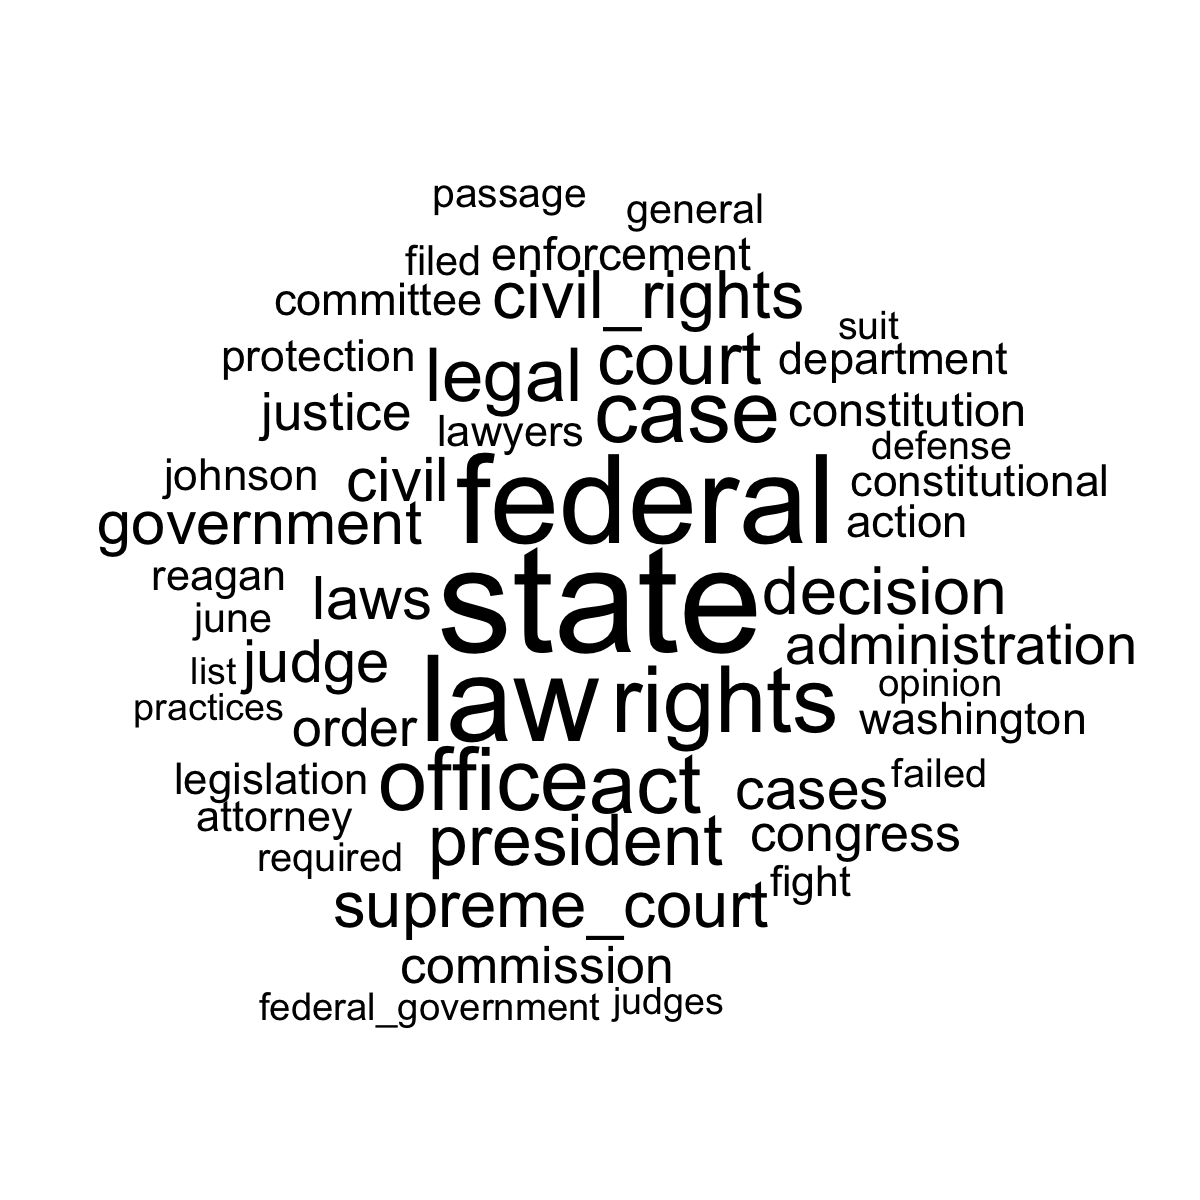 passage general
filed enforcement
committee civil_rights
suit
protection legal court department
justice lawyers case constitution
defense
johnson civil federal constitutional
government action
reagan laws state decision
june administration
list judge law rights opinion
practices order washington
legislation office act cases failed
attorney president congress
required fight
supreme_court
commission
federal_government judges